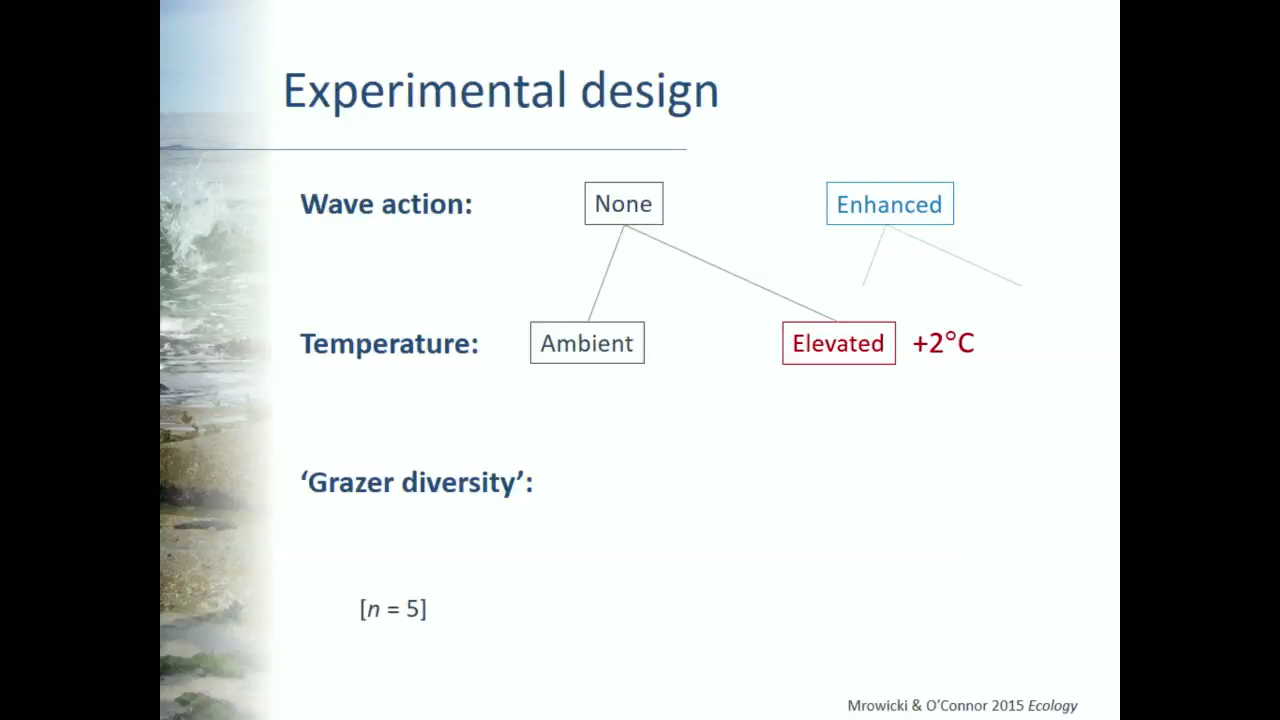 Experimental design
Wave action: None Enhanced
Temperature: Ambient Elevated +2°C
‘Grazer diversity’:
[n = 5]
Mrowicki & O’Connor 2015 Ecology